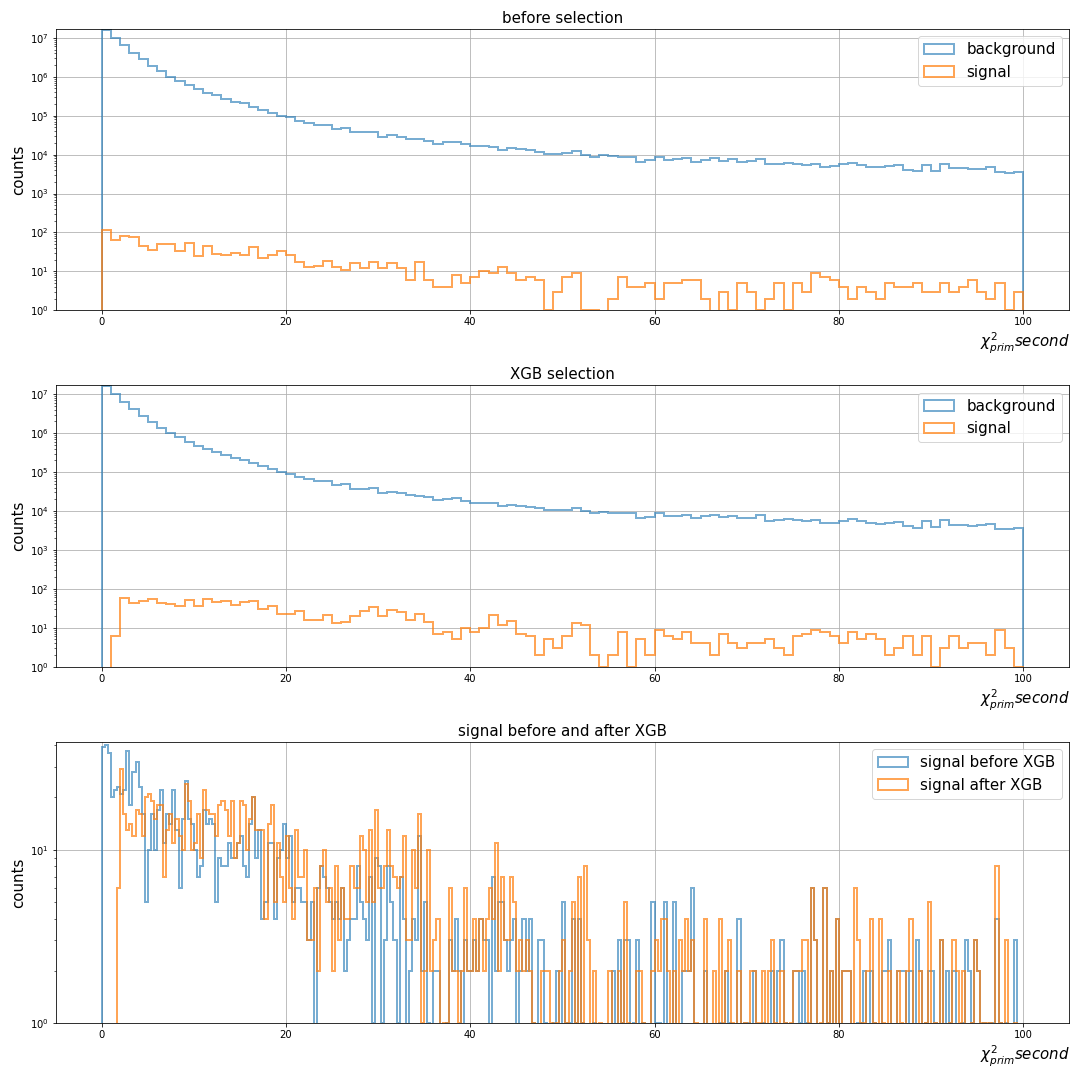 before selection
counts
10⁷
10⁶
10⁵
10⁴
10³
10²
10¹
10⁰
background
signal
0 20 40 60 80 100
χ²_prim second
XGB selection
counts
10⁷
10⁶
10⁵
10⁴
10³
10²
10¹
10⁰
background
signal
0 20 40 60 80 100
χ²_prim second
signal before and after XGB
counts
10¹
10⁰
signal before XGB
signal after XGB
0 20 40 60 80 100
χ²_prim second